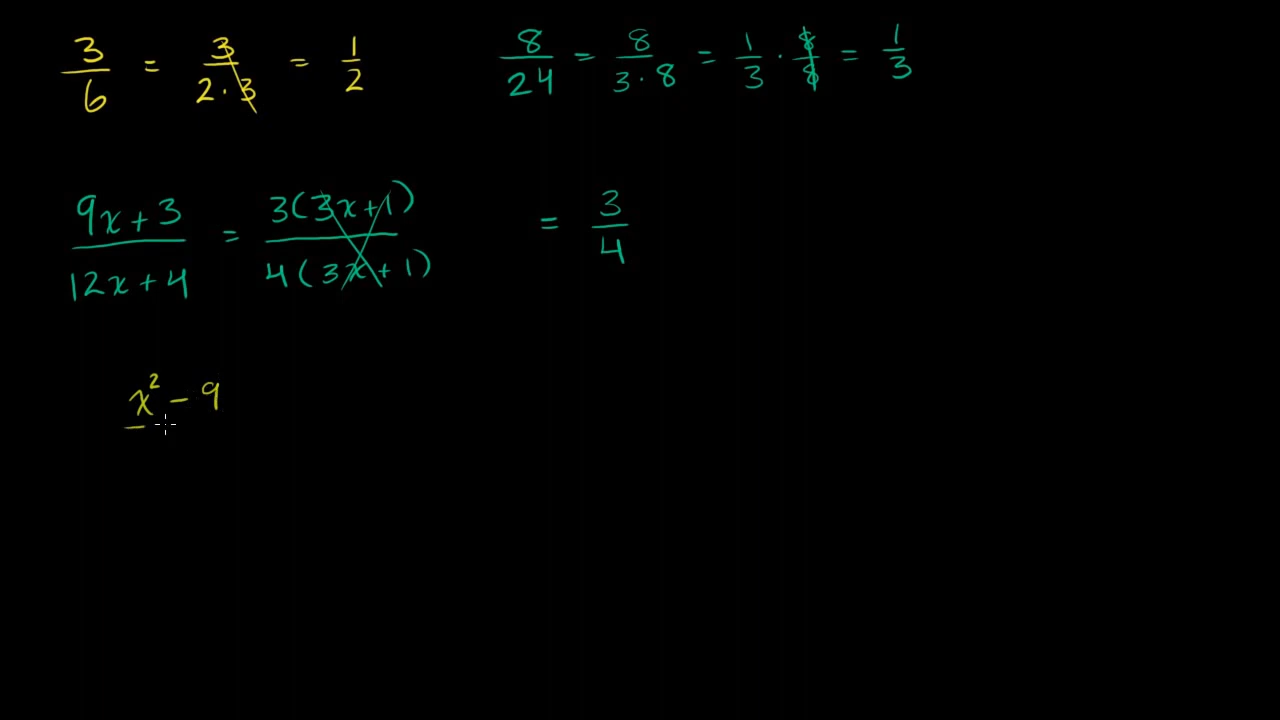 3/6 = 3/(2·3) = 1/2
8/24 = 8/(3·8) = 1/3 · 8/8 = 1/3
(9x+3)/(12x+4) = 3(3x+1)/4(3x+1) = 3/4
x² - 9